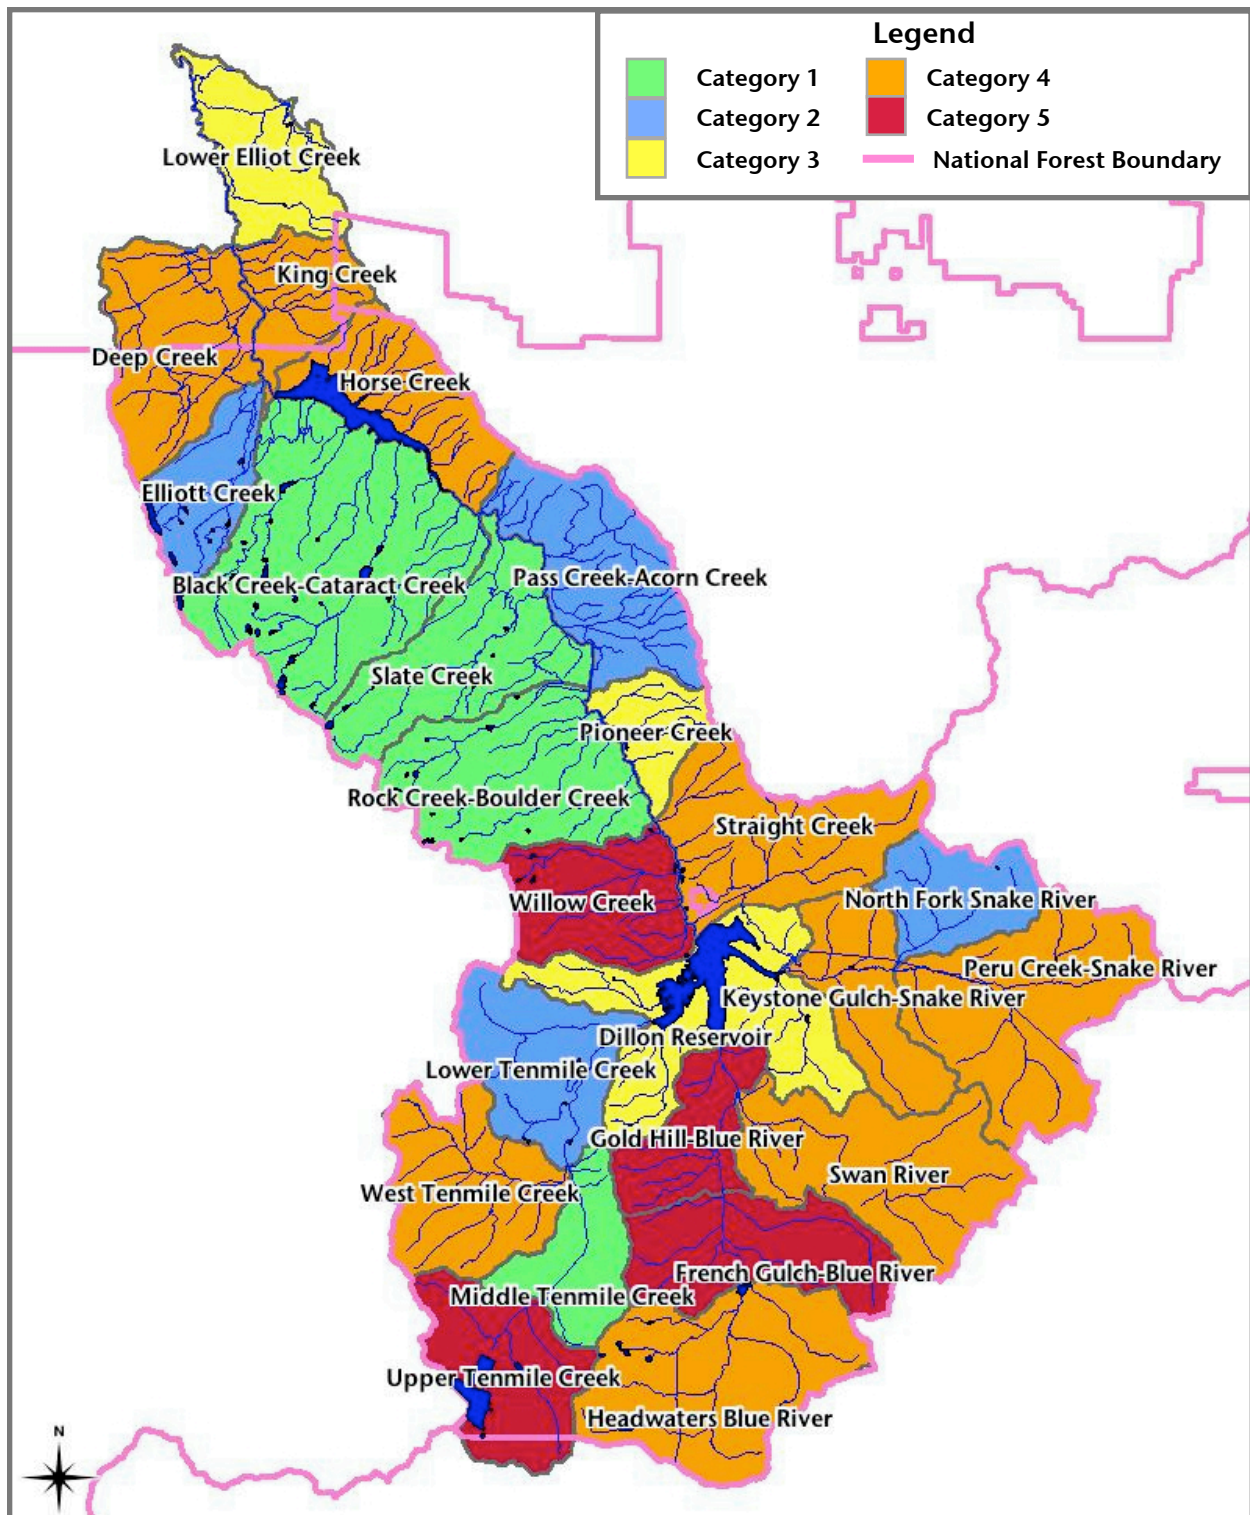 Legend
Category 1
Category 4
Category 2
Category 5
Category 3
National Forest Boundary
Lower Elliot Creek
King Creek
Deep Creek
Horse Creek
Elliott Creek
Pass Creek-Acorn Creek
Black Creek-Cataract Creek
Slate Creek
Pioneer Creek
Rock Creek-Boulder Creek
Straight Creek
Willow Creek
North Fork Snake River
Peru Creek-Snake River
Keystone Gulch-Snake River
Dillon Reservoir
Lower Tenmile Creek
Gold Hill-Blue River
Swan River
West Tenmile Creek
French Gulch-Blue River
Middle Tenmile Creek
Upper Tenmile Creek
Headwaters Blue River
N